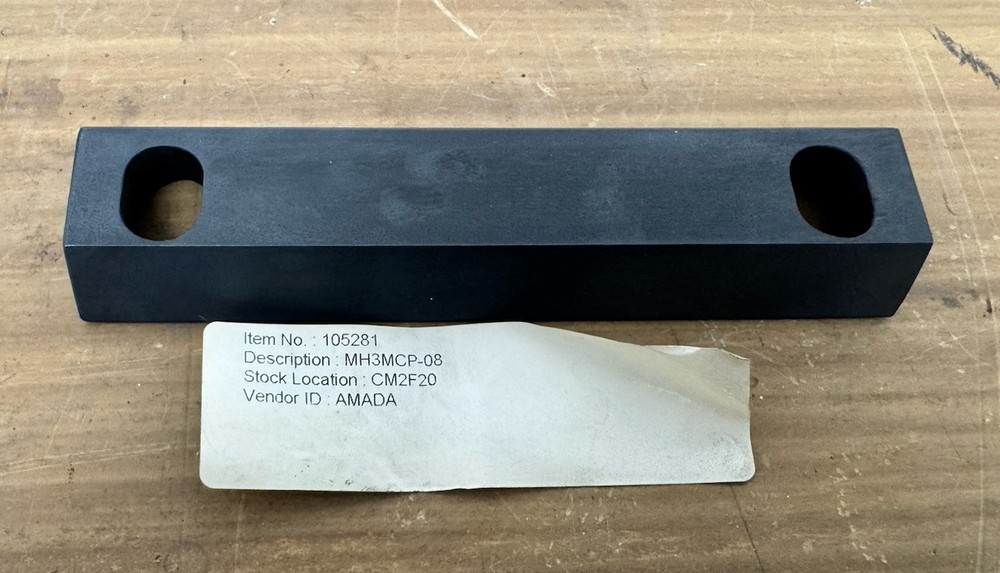 Item No. : 105281
Description : MH3MCP-08
Stock Location : CM2F20
Vendor ID : AMADA